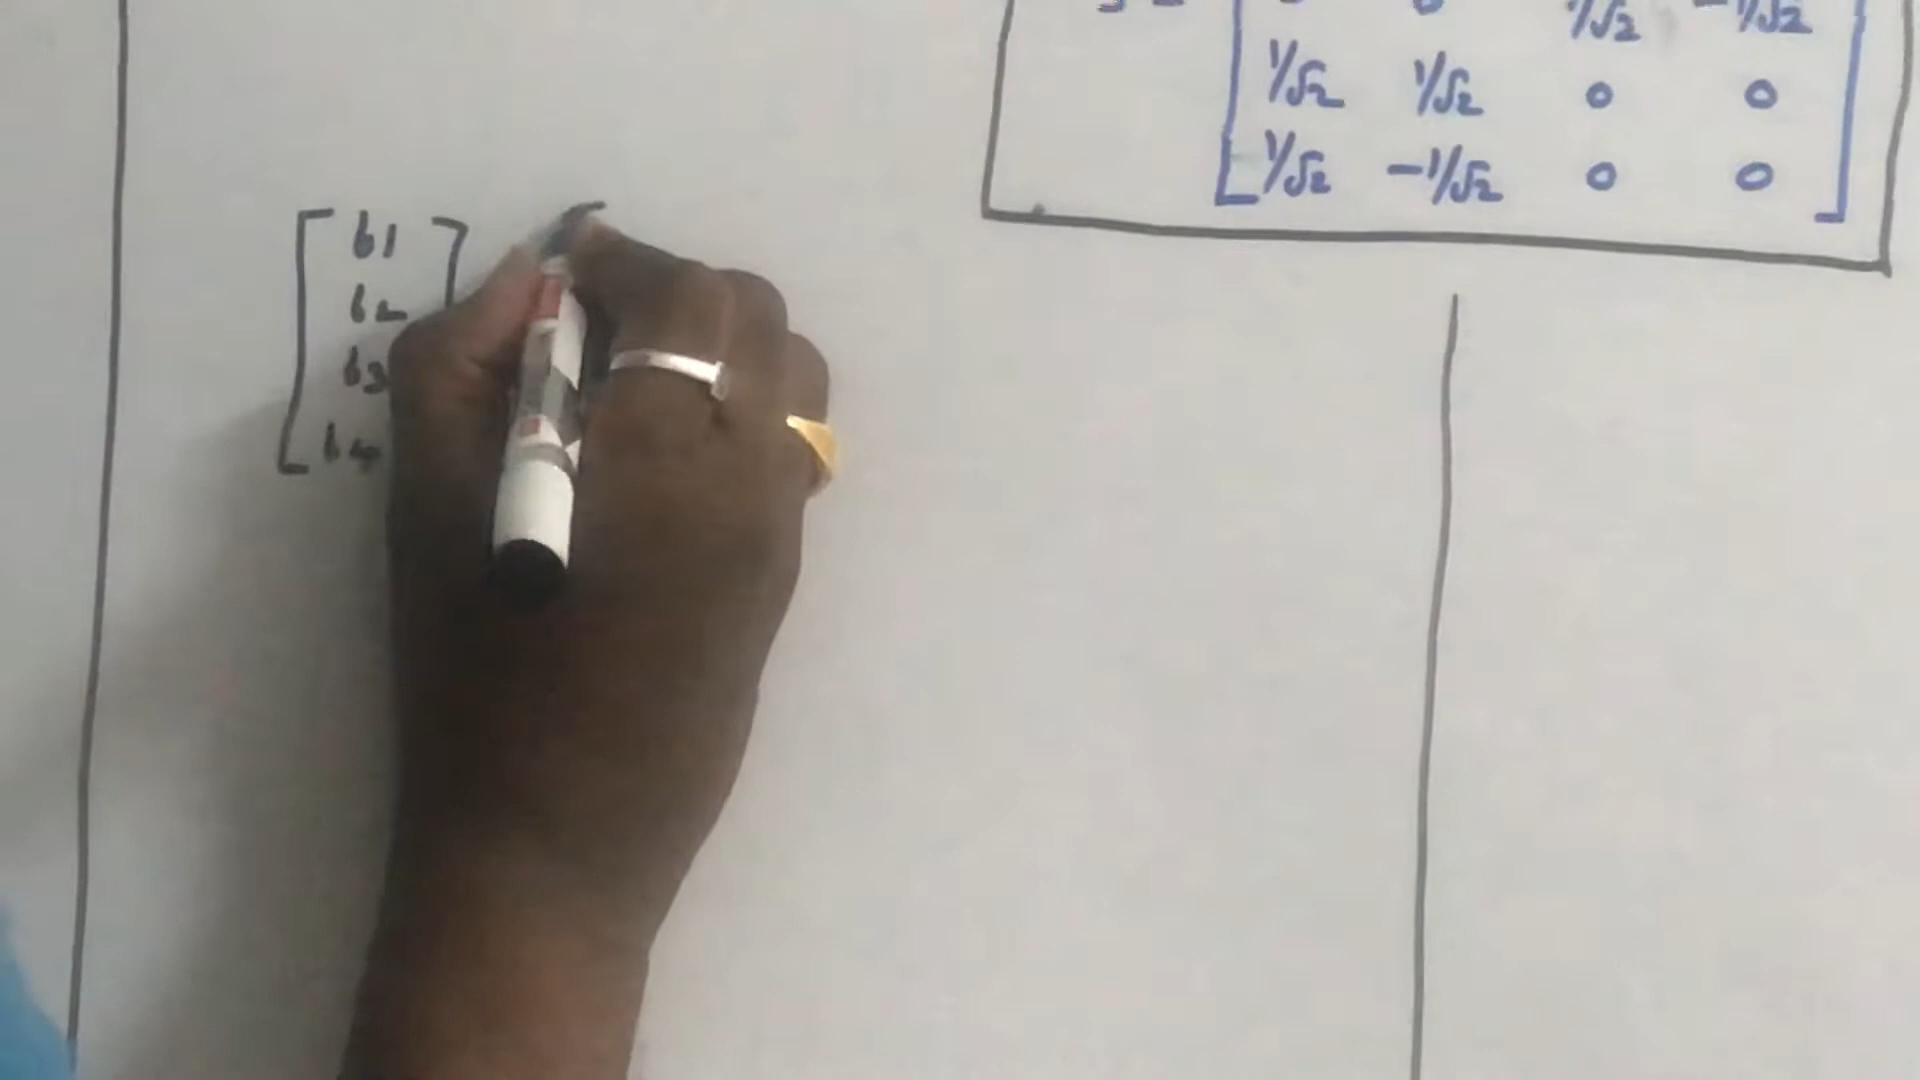 1/√2 -1/√2
1/√2 1/√2 0 0
1/√2 -1/√2 0 0
b1
b2
b3
b4